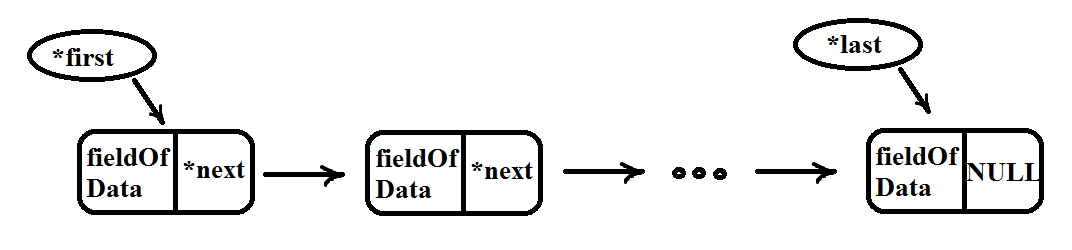 *first
*last
fieldOf
Data
*next
fieldOf
Data
*next
fieldOf
Data
NULL